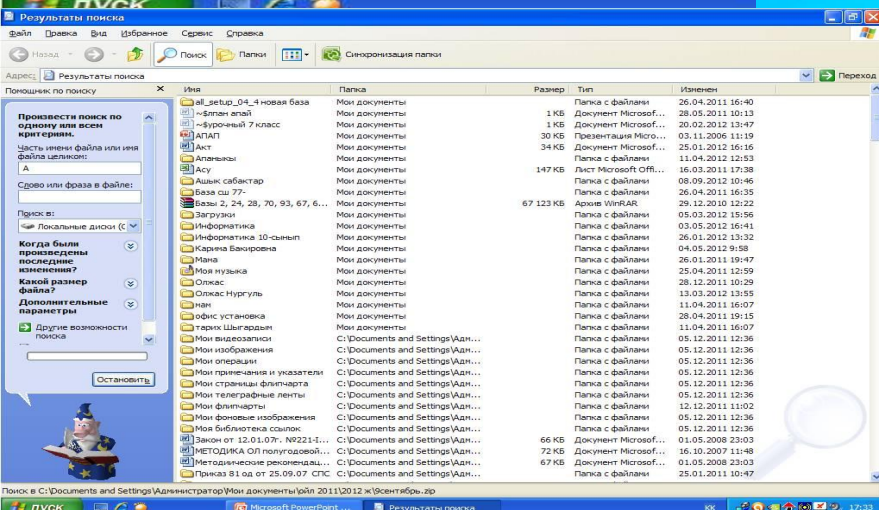 пуск
Результаты поиска
Файл Правка Вид Избранное Сервис Справка
Назад Поиск Папки Синхронизация папки
Адрес: Результаты поиска Переход
Помощник по поиску
Произвести поиск по
одному или всем
критериям.
Часть имени файла или имя
файла целиком:
А
Слово или фраза в файле:
Поиск в:
Локальные диски (C
Когда были
произведены
последние
изменения?
Какой размер
файла?
Дополнительные
параметры
Другие возможности
поиска
Остановить
Имя Папка Размер Тип Изменен
all_setup_04_4 новая база Мои документы Папка с файлами 26.04.2011 16:40
~$лпан апай Мои документы 1 КБ Документ Microsof... 28.05.2011 10:13
~$урочный 7 класс Мои документы 1 КБ Документ Microsof... 20.02.2012 13:47
АПАП Мои документы 30 КБ Презентация Micro... 03.11.2006 11:19
Акт Мои документы 34 КБ Документ Microsof... 25.01.2012 16:16
Апаныкы Мои документы Папка с файлами 11.04.2012 12:53
Асу Мои документы 147 КБ Лист Microsoft Offi... 16.03.2011 17:38
Ашык сабактар Мои документы Папка с файлами 08.09.2012 10:46
База сш 77- Мои документы Папка с файлами 26.04.2011 16:35
Базы 2, 24, 28, 70, 93, 67, 6... Мои документы 67 123 КБ Архив WinRAR 29.12.2010 12:22
Загрузки Мои документы Папка с файлами 05.03.2012 15:56
Информатика Мои документы Папка с файлами 03.05.2012 16:41
Информатика 10-сынып Мои документы Папка с файлами 26.01.2012 13:32
Карина Бакировна Мои документы Папка с файлами 04.05.2012 9:58
Мана Мои документы Папка с файлами 26.01.2011 19:47
Моя музыка Мои документы Папка с файлами 25.04.2011 12:59
Олжас Мои документы Папка с файлами 28.12.2011 10:29
Олжас Нургуль Мои документы Папка с файлами 13.03.2012 13:55
нан Мои документы Папка с файлами 11.04.2011 16:07
офис установка Мои документы Папка с файлами 28.04.2011 19:15
тарих Шыгардым Мои документы Папка с файлами 11.04.2011 16:07
Мои видеозаписи C:\Documents and Settings\Адм... Папка с файлами 05.12.2011 12:36
Мои изображения C:\Documents and Settings\Адм... Папка с файлами 05.12.2011 12:36
Мои операции C:\Documents and Settings\Адм... Папка с файлами 05.12.2011 12:36
Мои примечания и указатели C:\Documents and Settings\Адм... Папка с файлами 05.12.2011 12:36
Мои страницы флипчарта C:\Documents and Settings\Адм... Папка с файлами 05.12.2011 12:36
Мои телеграфные ленты C:\Documents and Settings\Адм... Папка с файлами 05.12.2011 12:36
Мои флипчарты C:\Documents and Settings\Адм... Папка с файлами 12.12.2011 11:02
Мои фоновые изображения C:\Documents and Settings\Адм... Папка с файлами 05.12.2011 12:36
Моя библиотека ссылок C:\Documents and Settings\Адм... Папка с файлами 05.12.2011 12:36
Закон от 12.01.07г. №221-I... C:\Documents and Settings\Адм... 66 КБ Документ Microsof... 01.05.2008 23:03
МЕТОДИКА ОЛ полугодовой... C:\Documents and Settings\Адм... 72 КБ Документ Microsof... 16.10.2007 11:48
Методиические рекомендац... C:\Documents and Settings\Адм... 67 КБ Документ Microsof... 01.05.2008 23:03
Приказ 81 од от 25.09.07 СПС C:\Documents and Settings\Адм... Папка с файлами 25.01.2011 10:47
Поиск в C:\Documents and Settings\Администратор\Мои документы\рйп 2011\2012 ж\9сентябрь.zip
пуск Microsoft PowerPoint ... Результаты поиска KK 17:33